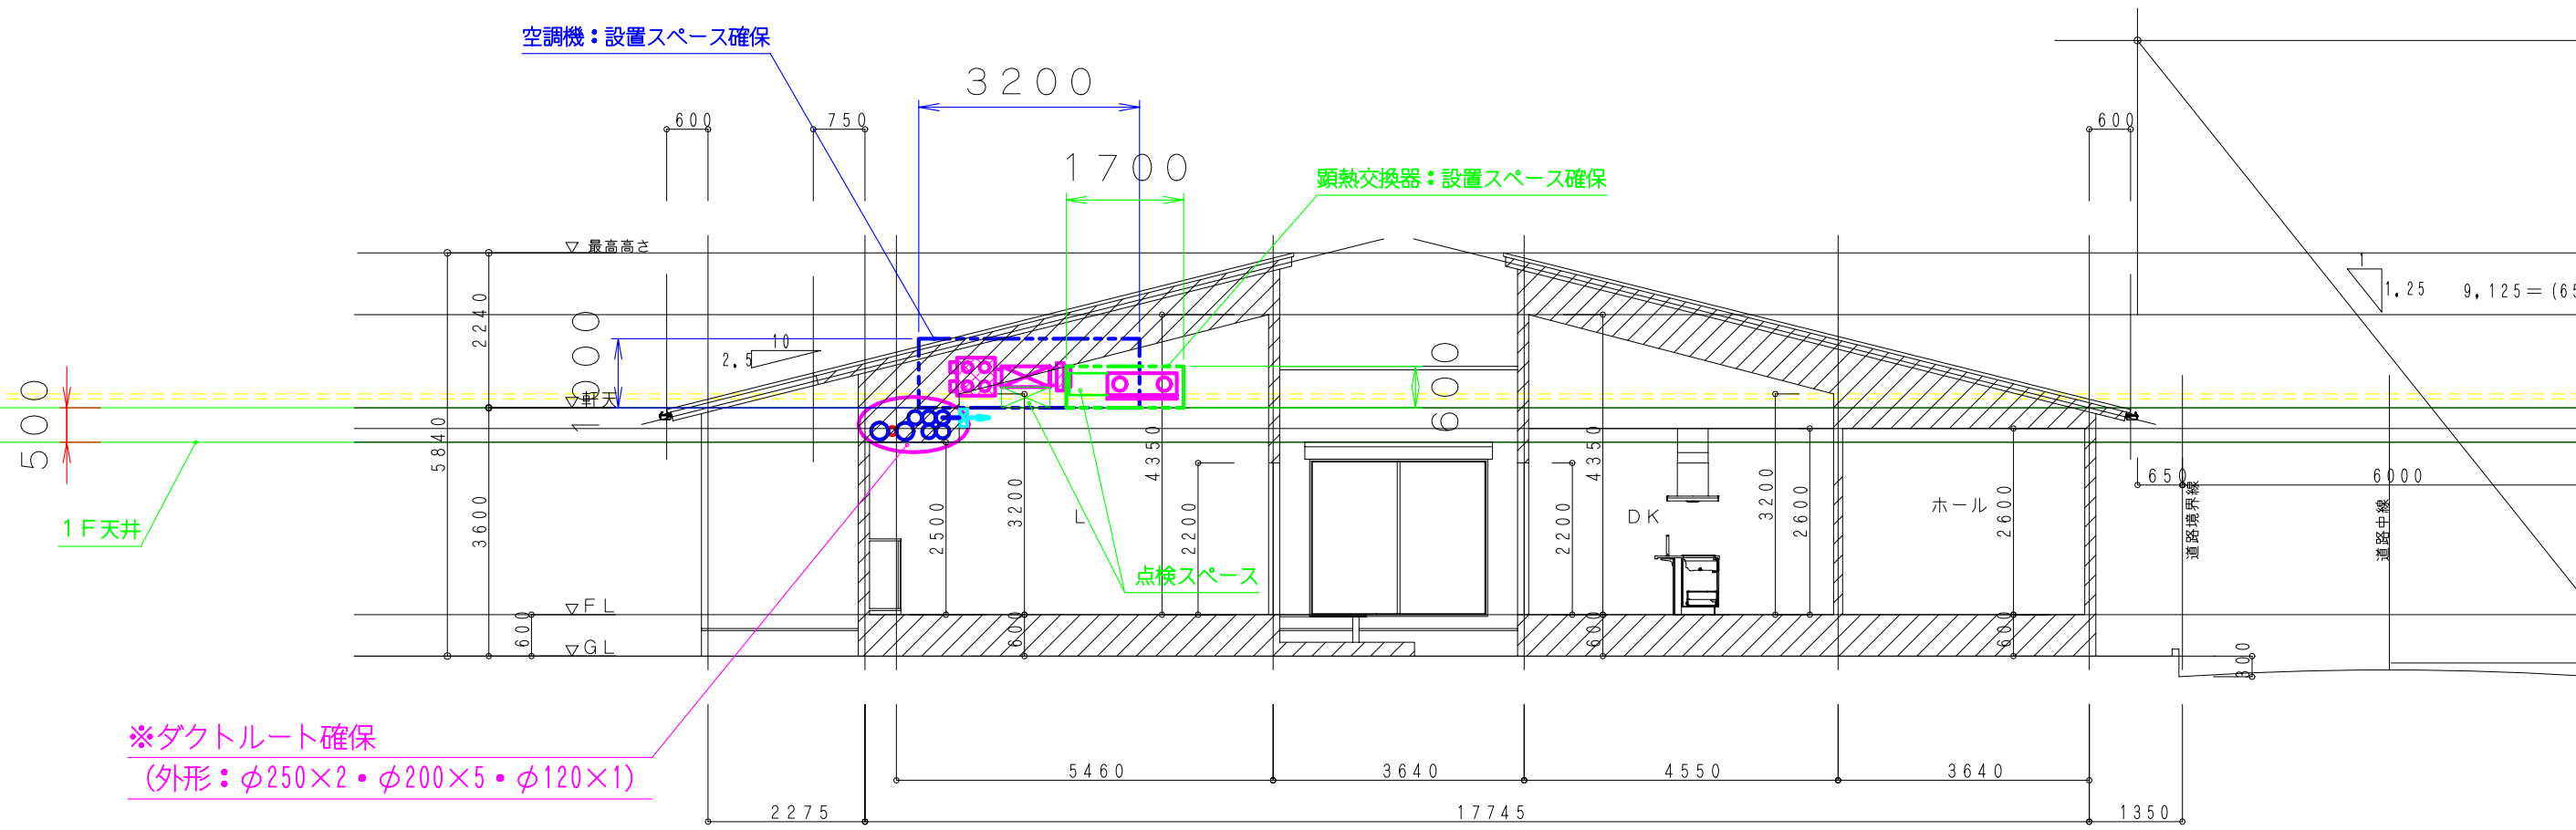 空調機：設置スペース確保
3200
600
750
600
1700
顕熱交換器：設置スペース確保
▽ 最高高さ
2240
1000
10
2.5
1
1.25
9,125＝(65
500
▽軒天
5840
3600
600
4350
4350
650
6000
1F天井
2500
3200
L
2200
2200
DK
3200
2600
ホール
2600
道路境界線
道路中線
点検スペース
▽FL
600
600
600
600
▽GL
300
※ダクトルート確保
(外形：φ250×2・φ200×5・φ120×1)
5460
3640
4550
3640
2275
17745
1350